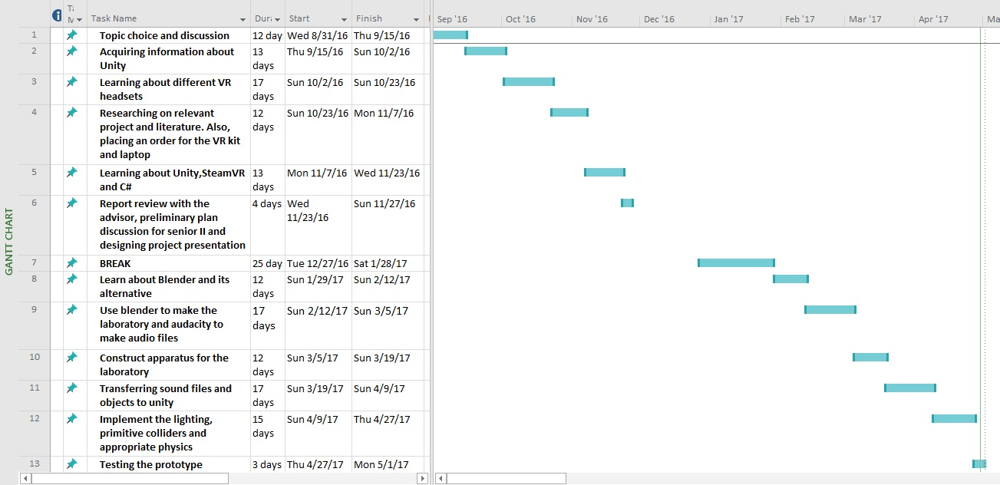 Ta
M
Task Name
Dura
Start
Finish
Sep '16 Oct '16 Nov '16 Dec '16 Jan '17 Feb '17 Mar '17 Apr '17 Ma
1 Topic choice and discussion 12 day Wed 8/31/16 Thu 9/15/16
2 Acquiring information about 13 Thu 9/15/16 Sun 10/2/16
Unity days
3 Learning about different VR 17 Sun 10/2/16 Sun 10/23/16
headsets days
4 Researching on relevant 12 Sun 10/23/16 Mon 11/7/16
project and literature. Also, days
placing an order for the VR kit
and laptop
5 Learning about Unity,SteamVR 13 Mon 11/7/16 Wed 11/23/16
and C# days
6 Report review with the 4 days Wed Sun 11/27/16
advisor, preliminary plan 11/23/16
discussion for senior II and
designing project presentation
7 BREAK 25 day Tue 12/27/16 Sat 1/28/17
8 Learn about Blender and its 12 Sun 1/29/17 Sun 2/12/17
alternative days
9 Use blender to make the 17 Sun 2/12/17 Sun 3/5/17
laboratory and audacity to days
make audio files
10 Construct apparatus for the 12 Sun 3/5/17 Sun 3/19/17
laboratory days
11 Transferring sound files and 17 Sun 3/19/17 Sun 4/9/17
objects to unity days
12 Implement the lighting, 15 Sun 4/9/17 Thu 4/27/17
primitive colliders and days
appropriate physics
13 Testing the prototype 3 days Thu 4/27/17 Mon 5/1/17
GANTT CHART